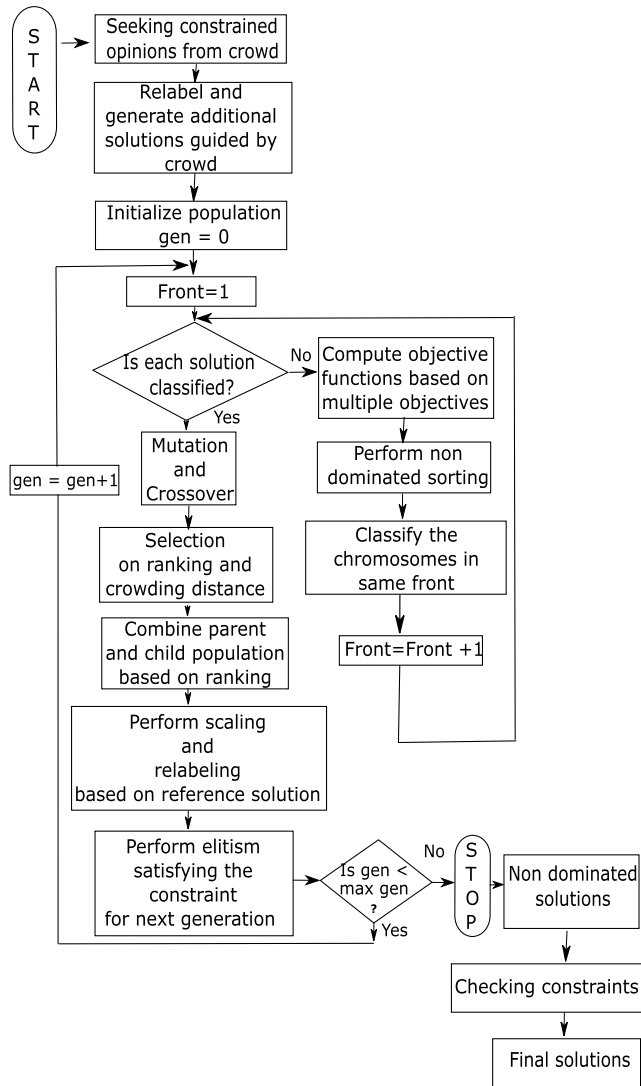 S
T
A
R
T
Seeking constrained
opinions from crowd
Relabel and
generate additional
solutions guided by
crowd
Initialize population
gen = 0
Front=1
Is each solution
classified?
No
Yes
Compute objective
functions based on
multiple objectives
Perform non
dominated sorting
Classify the
chromosomes in
same front
Front=Front +1
Mutation
and
Crossover
gen = gen+1
Selection
on ranking and
crowding distance
Combine parent
and child population
based on ranking
Perform scaling
and
relabeling
based on reference solution
Perform elitism
satisfying the
constraint
for next generation
Is gen <
max gen
?
No
Yes
S
T
O
P
Non dominated
solutions
Checking constraints
Final solutions